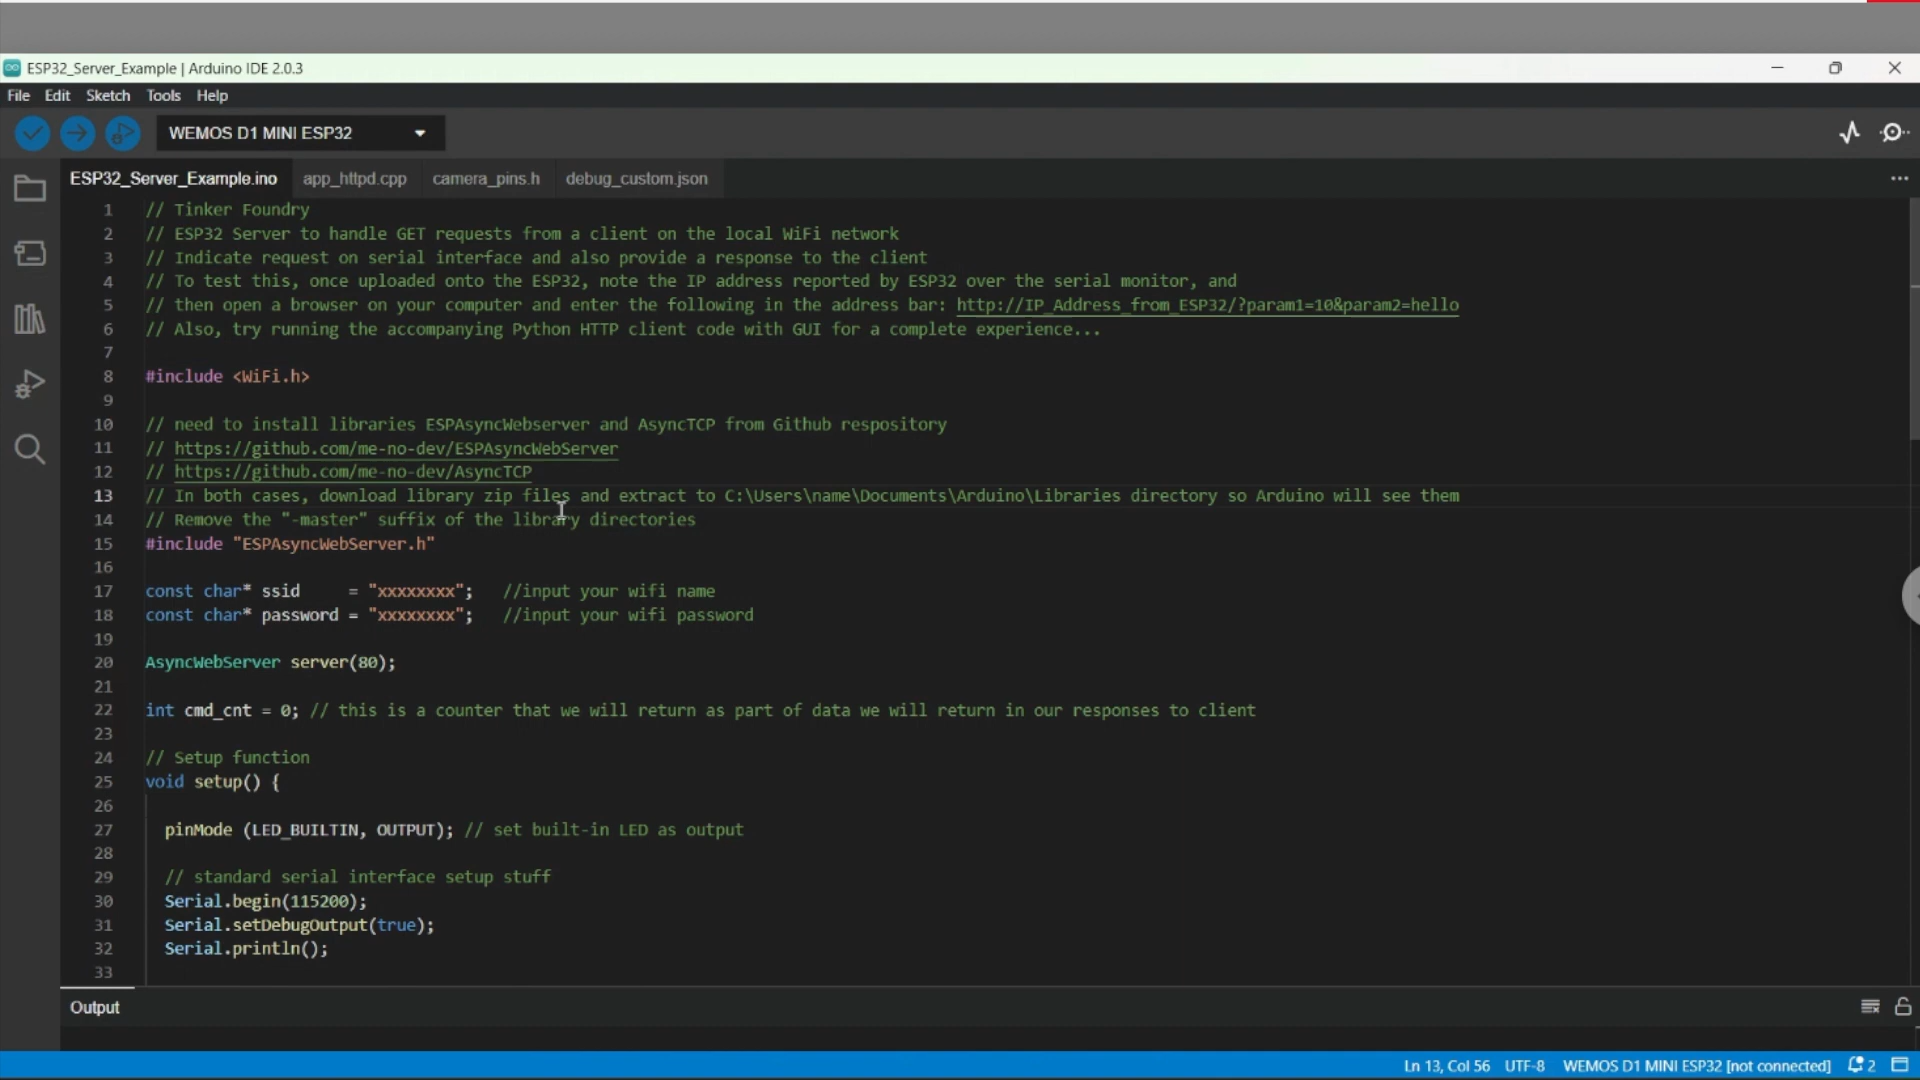 ESP32_Server_Example | Arduino IDE 2.0.3
File Edit Sketch Tools Help
WEMOS D1 MINI ESP32
ESP32_Server_Example.ino app_httpd.cpp camera_pins.h debug_custom.json
1 // Tinker Foundry
2 // ESP32 Server to handle GET requests from a client on the local WiFi network
3 // Indicate request on serial interface and also provide a response to the client
4 // To test this, once uploaded onto the ESP32, note the IP address reported by ESP32 over the serial monitor, and
5 // then open a browser on your computer and enter the following in the address bar: http://IP_Address_from_ESP32/?param1=10&param2=hello
6 // Also, try running the accompanying Python HTTP client code with GUI for a complete experience...
7
8 #include <WiFi.h>
9
10 // need to install libraries ESPAsyncWebserver and AsyncTCP from Github respository
11 // https://github.com/me-no-dev/ESPAsyncWebServer
12 // https://github.com/me-no-dev/AsyncTCP
13 // In both cases, download library zip files and extract to C:\Users\name\Documents\Arduino\Libraries directory so Arduino will see them
14 // Remove the "-master" suffix of the library directories
15 #include "ESPAsyncWebServer.h"
16
17 const char* ssid = "xxxxxxxx"; //input your wifi name
18 const char* password = "xxxxxxxx"; //input your wifi password
19
20 AsyncWebServer server(80);
21
22 int cmd_cnt = 0; // this is a counter that we will return as part of data we will return in our responses to client
23
24 // Setup function
25 void setup() {
26
27 pinMode (LED_BUILTIN, OUTPUT); // set built-in LED as output
28
29 // standard serial interface setup stuff
30 Serial.begin(115200);
31 Serial.setDebugOutput(true);
32 Serial.println();
33
Output
Ln 13, Col 56 UTF-8 WEMOS D1 MINI ESP32 [not connected] 2